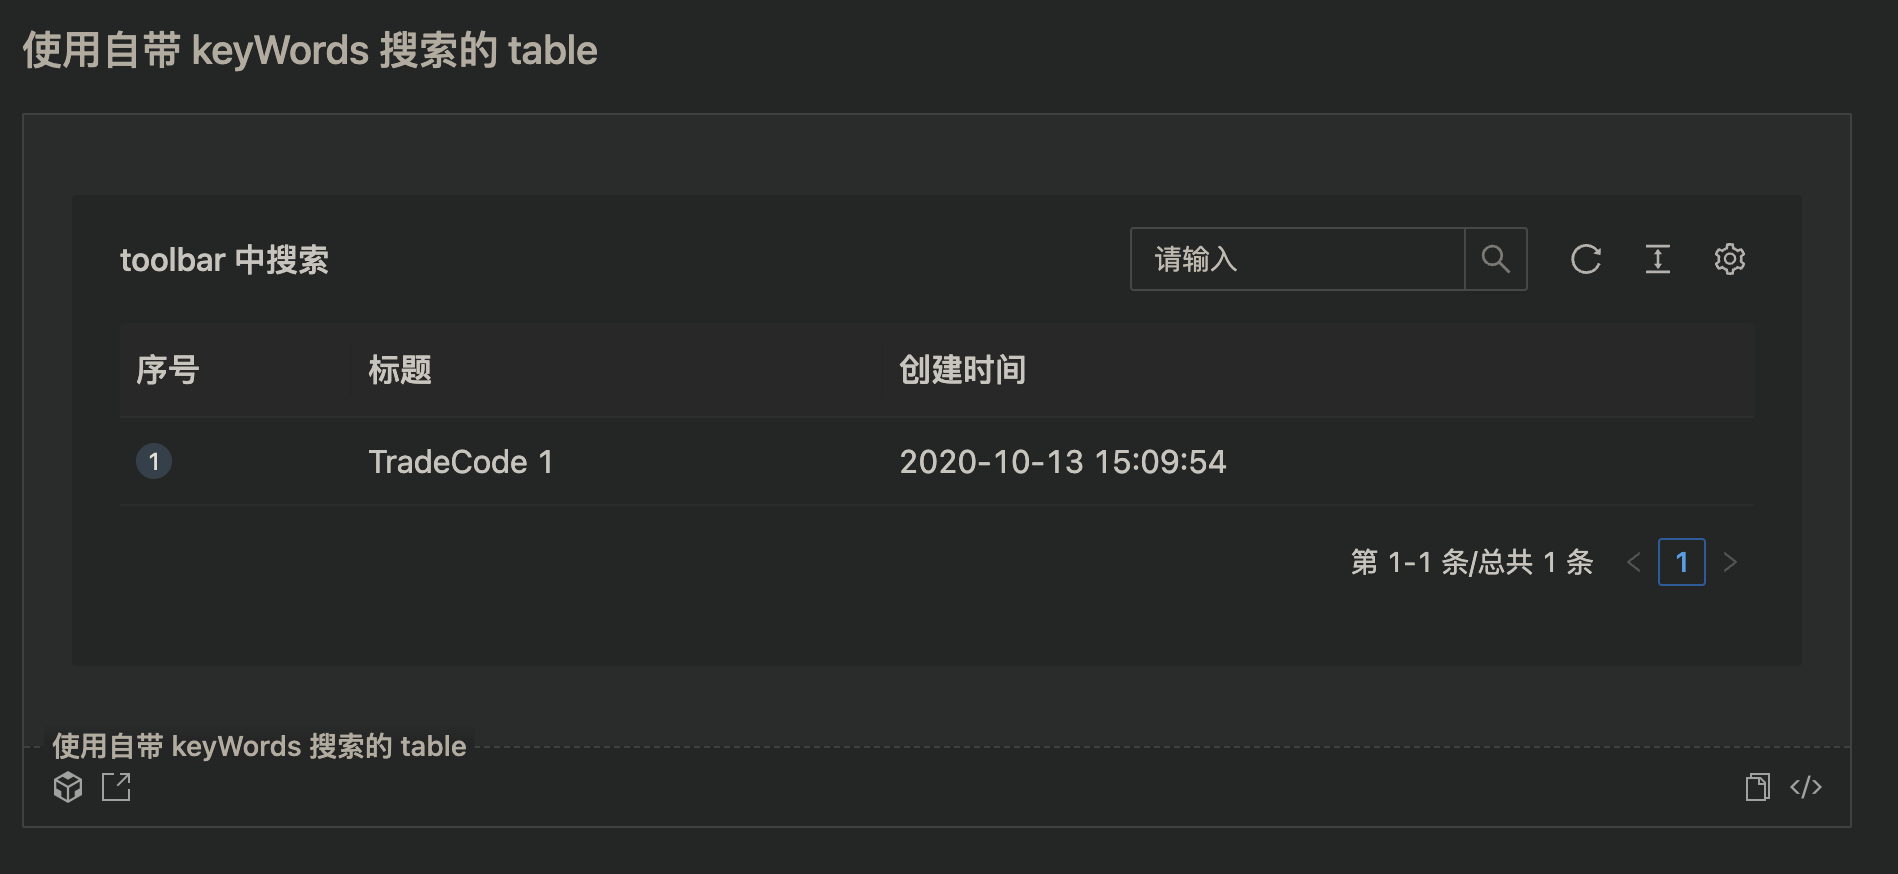 使用自带 keyWords 搜索的 table
toolbar 中搜索
请输入
序号 标题 创建时间
1 TradeCode 1 2020-10-13 15:09:54
第 1-1 条/总共 1 条 < 1 >
使用自带 keyWords 搜索的 table